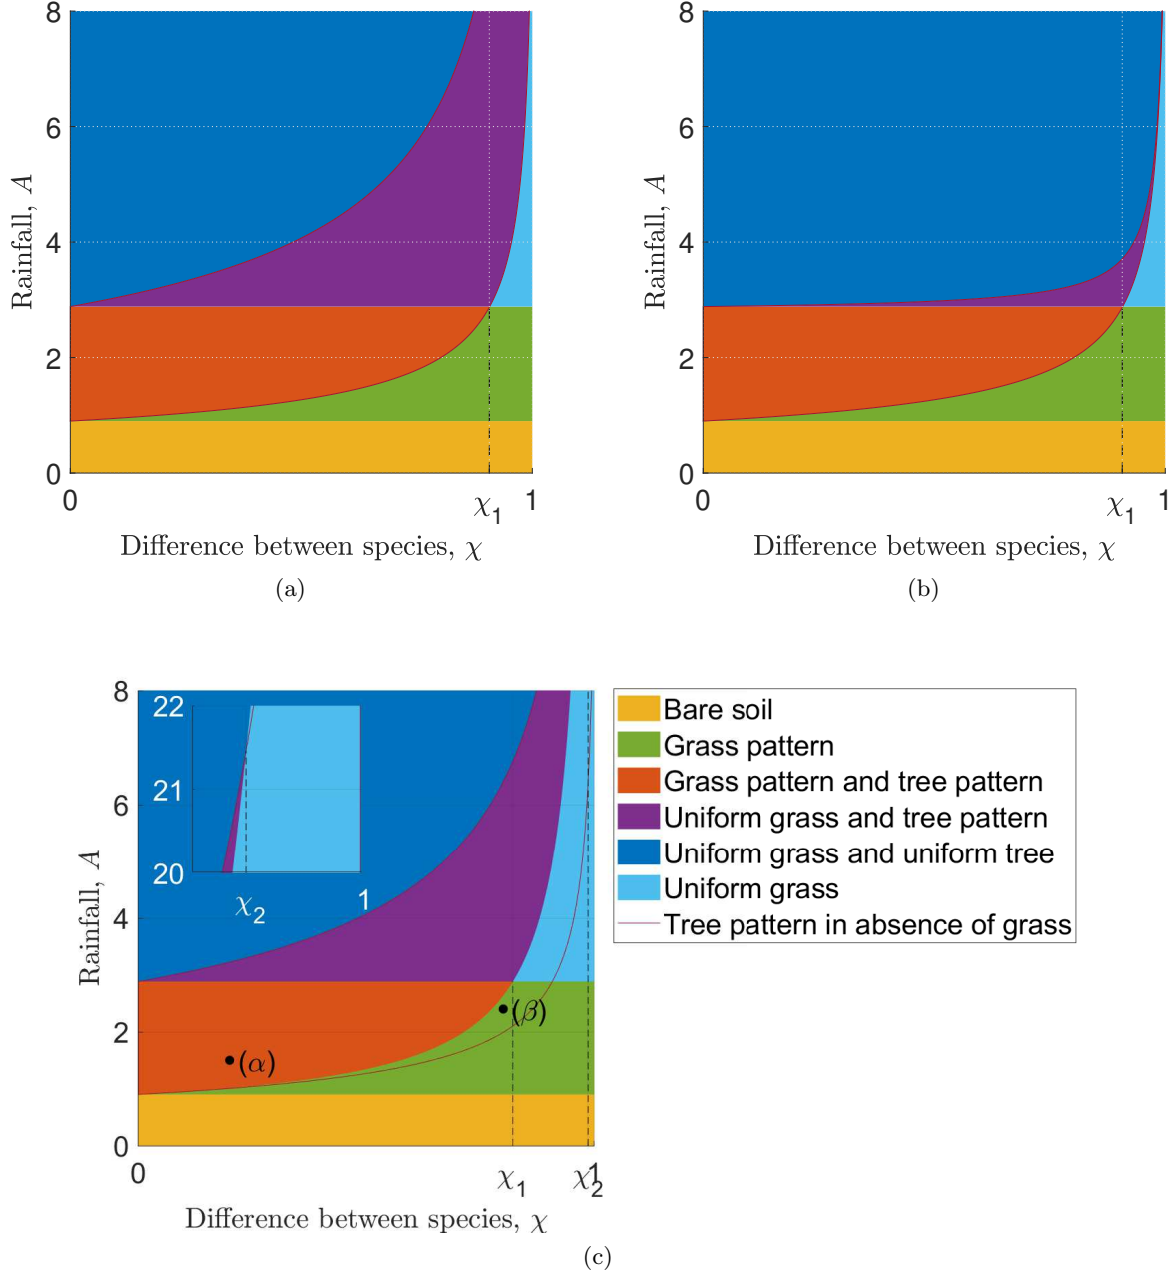 8
6
4
2
0
Rainfall, A
0
χ1
1
Difference between species, χ
(a)
8
6
4
2
0
Rainfall, A
0
χ1
1
Difference between species, χ
(b)
8
6
4
2
0
Rainfall, A
22
21
20
χ2
1
(α)
(β)
0
χ1
χ2
1
Difference between species, χ
Bare soil
Grass pattern
Grass pattern and tree pattern
Uniform grass and tree pattern
Uniform grass and uniform tree
Uniform grass
Tree pattern in absence of grass
(c)